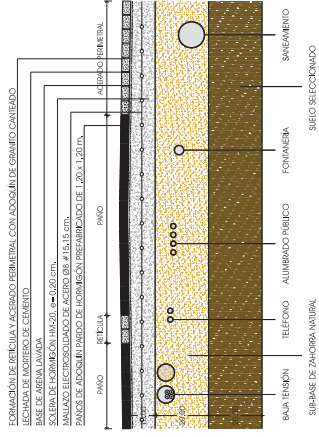 FORMACIÓN DE RETÍCULA Y ACERADO PERIMETRAL CON ADOQUÍN DE GRANITO CANTEADO
LECHADA DE MORTERO DE CEMENTO
BASE DE ARENA LAVADA
SOLERA DE HORMIGÓN HM-20, e=0,20 cm.
MALLAZO ELECTROSOLDADO DE ACERO Ø8 #15,15 cm.
PAÑOS DE ADOQUÍN PARDO DE HORMIGÓN PREFABRICADO DE 1,20 x 1,20 m.
PAÑO
RETÍCULA
PAÑO
ACERADO PERIMETRAL
BAJA TENSIÓN
TELÉFONO
ALUMBRADO PÚBLICO
FONTANERÍA
SANEAMIENTO
SUB-BASE DE ZAHORRA NATURAL
SUELO SELECCIONADO